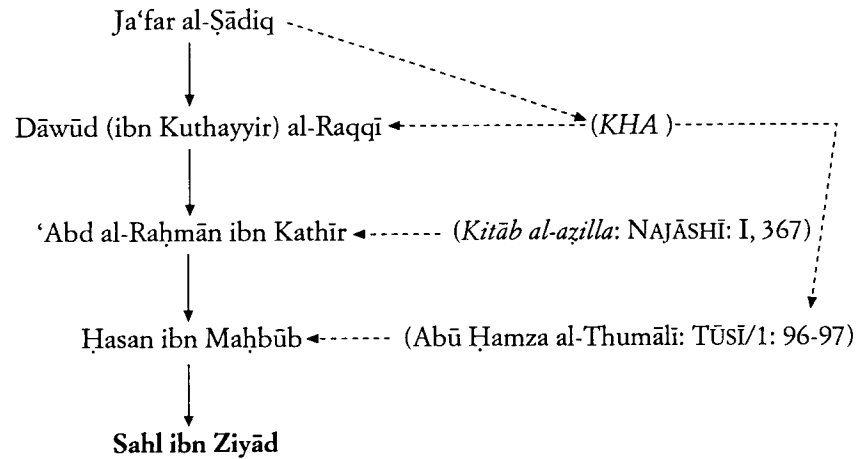 Ja‘far al-Ṣādiq
Dāwūd (ibn Kuthayyir) al-Raqqī (KHA )
‘Abd al-Raḥmān ibn Kathīr (Kitāb al-aẓilla: NAJĀSHĪ: I, 367)
Ḥasan ibn Maḥbūb (Abū Ḥamza al-Thumālī: TŪSĪ/1: 96-97)
Sahl ibn Ziyād